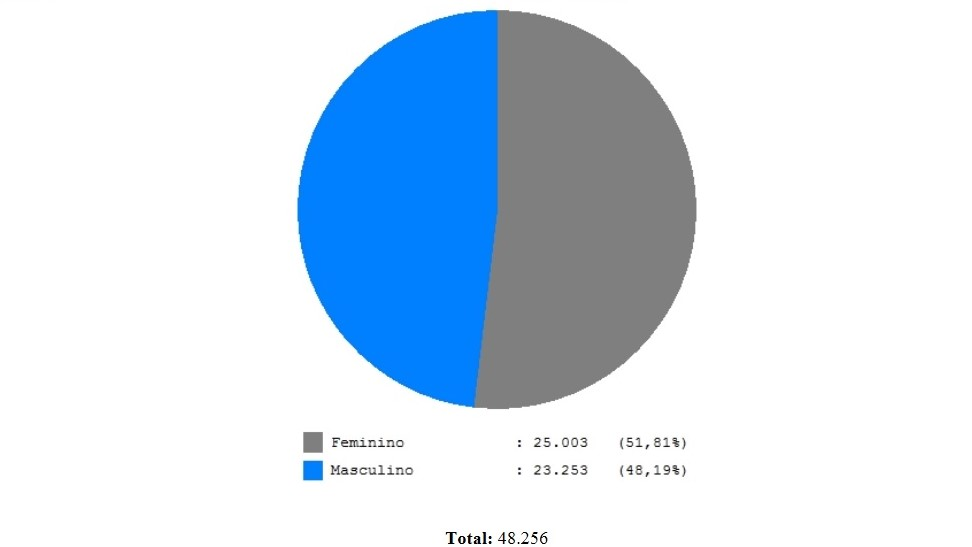 Feminino : 25.003 (51,81%)
Masculino : 23.253 (48,19%)
Total: 48.256